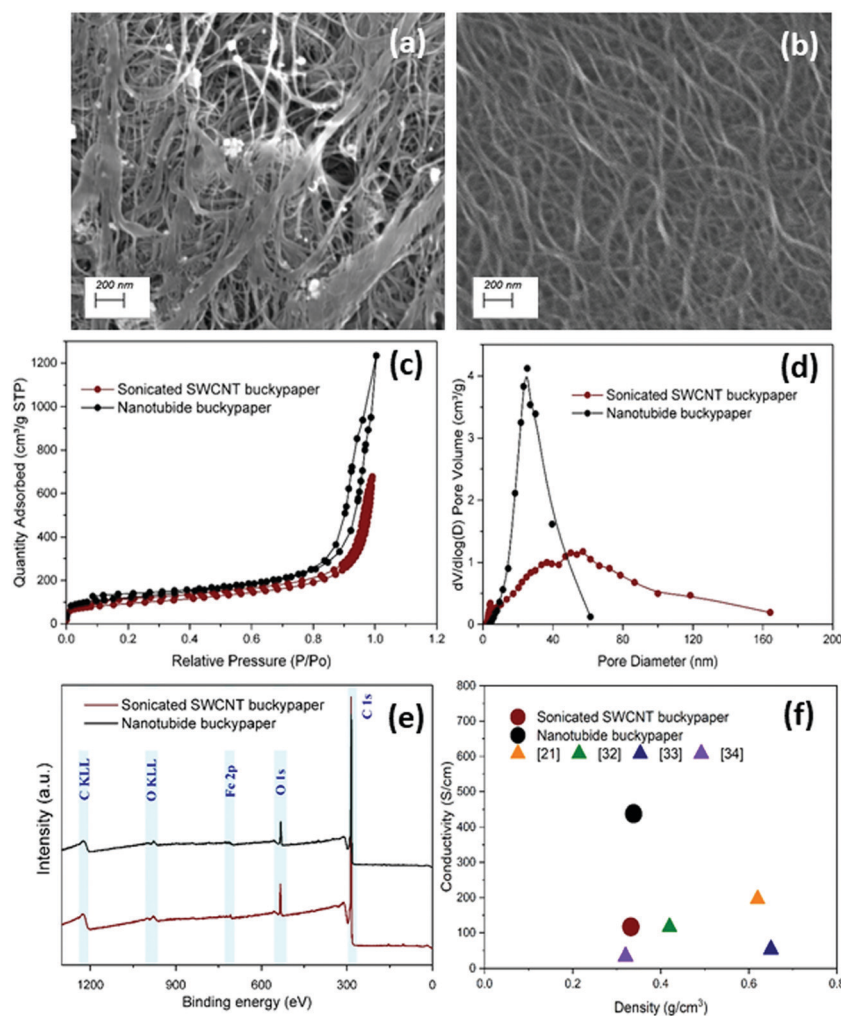 (a)
200 nm
(b)
200 nm
(c)
Sonicated SWCNT buckypaper
Nanotubide buckypaper
Quantity Adsorbed (cm³/g STP)
1200
1000
800
600
400
200
0
0.0 0.2 0.4 0.6 0.8 1.0 1.2
Relative Pressure (P/Po)
(d)
Sonicated SWCNT buckypaper
Nanotubide buckypaper
dV/dlog(D) Pore Volume (cm³/g)
4
3
2
1
0
0 40 80 120 160 200
Pore Diameter (nm)
(e)
Sonicated SWCNT buckypaper
Nanotubide buckypaper
C KLL
O KLL
Fe 2p
O 1s
C 1s
Intensity (a.u.)
1200 900 600 300 0
Binding energy (eV)
(f)
Sonicated SWCNT buckypaper
Nanotubide buckypaper
[21] [32] [33] [34]
Conductivity (S/cm)
800
700
600
500
400
300
200
100
0
0.0 0.2 0.4 0.6 0.8
Density (g/cm³)